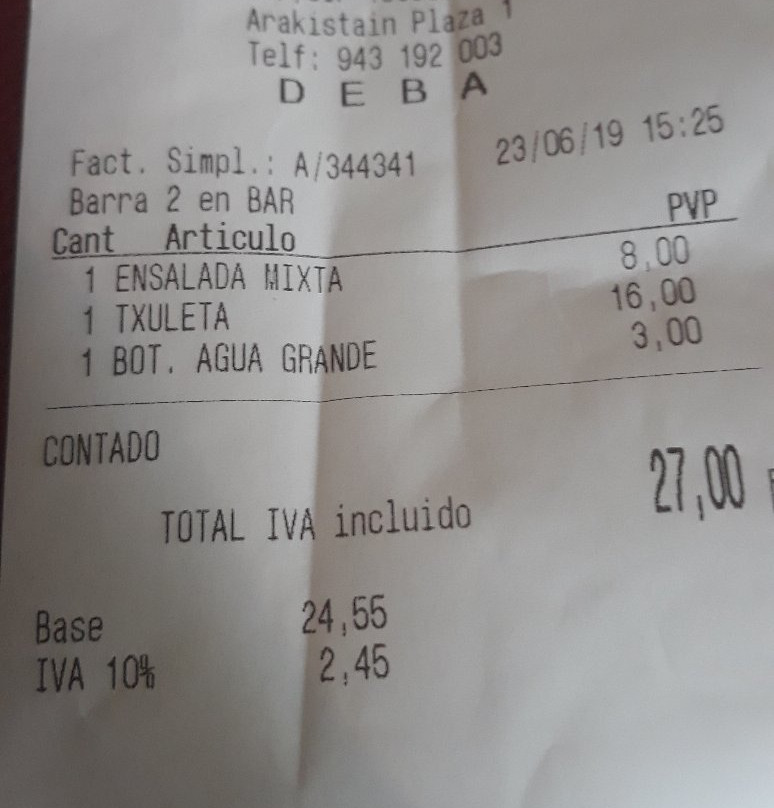 Arakistain Plaza 1
Telf: 943 192 003
D E B A
Fact. Simpl.: A/344341 23/06/19 15:25
Barra 2 en BAR
Cant Articulo PVP
1 ENSALADA MIXTA 8,00
1 TXULETA 16,00
1 BOT. AGUA GRANDE 3,00
CONTADO
TOTAL IVA incluido 27,00
Base 24,55
IVA 10% 2,45